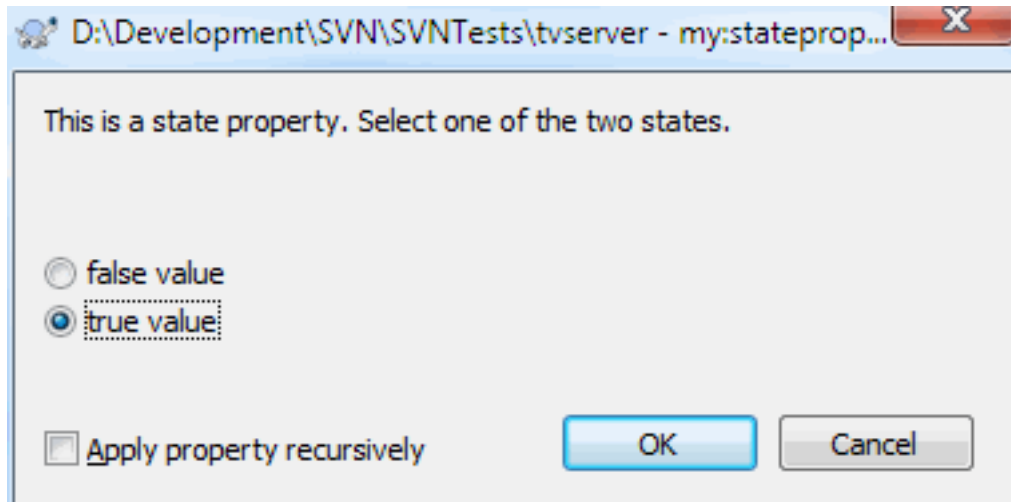 D:\Development\SVN\SVNTests\tvserver - my:stateprop...
This is a state property. Select one of the two states.
false value
true value
Apply property recursively
OK
Cancel